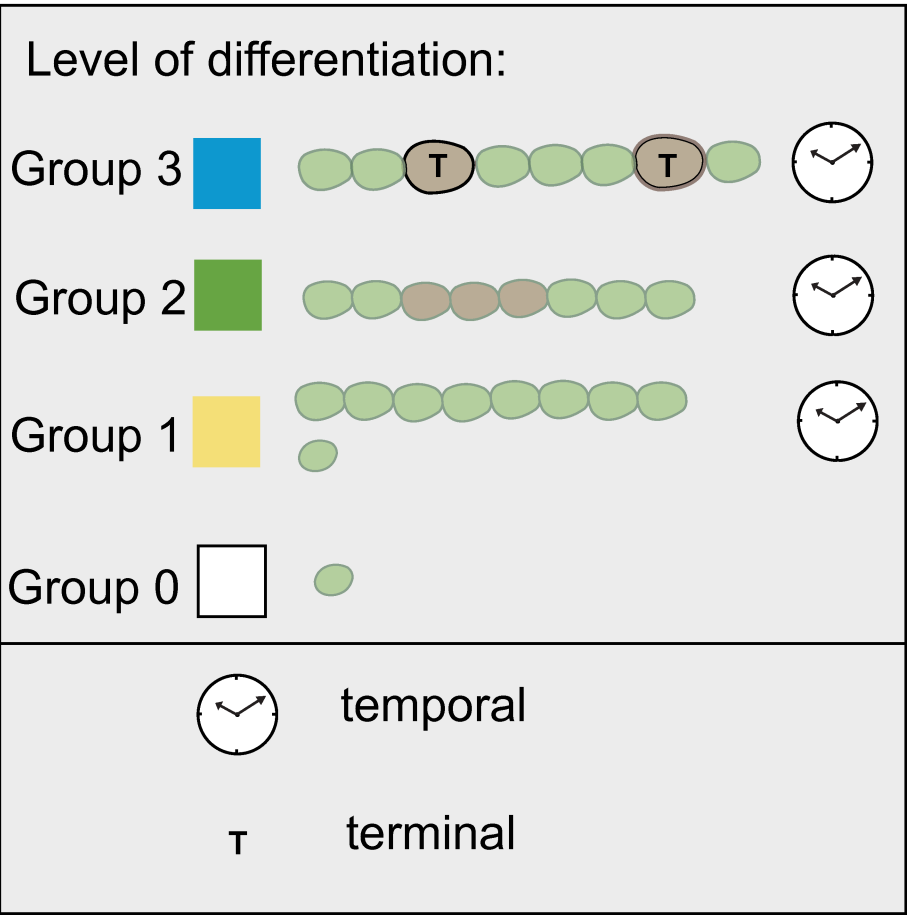 Level of differentiation:
Group 3
T
T
Group 2
Group 1
Group 0
temporal
T
terminal